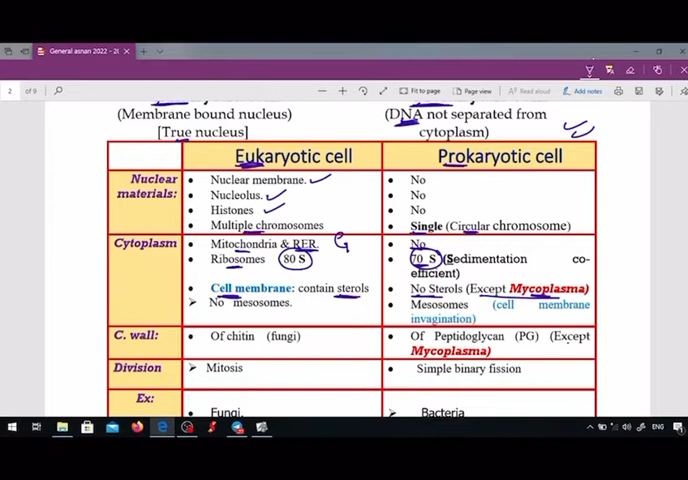 General asnan 2022 - 20
2 of 9
Fit to page
Page view
Read aloud
Add notes
(Membrane bound nucleus) (DNA not separated from
[True nucleus] cytoplasm)
Eukaryotic cell Prokaryotic cell
Nuclear materials:
• Nuclear membrane. • No
• Nucleolus. • No
• Histones • No
• Multiple chromosomes • Single (Circular chromosome)
Cytoplasm
• Mitochondria & RER. • No
• Ribosomes 80 S • 70 S (Sedimentation co-
efficient)
• Cell membrane: contain sterols • No Sterols (Except Mycoplasma)
➢ No mesosomes. • Mesosomes (cell membrane
invagination)
C. wall: • Of chitin (fungi) • Of Peptidoglycan (PG) (Except
Mycoplasma)
Division ➢ Mitosis • Simple binary fission
Ex:
• Fungi. ➢ Bacteria
ENG